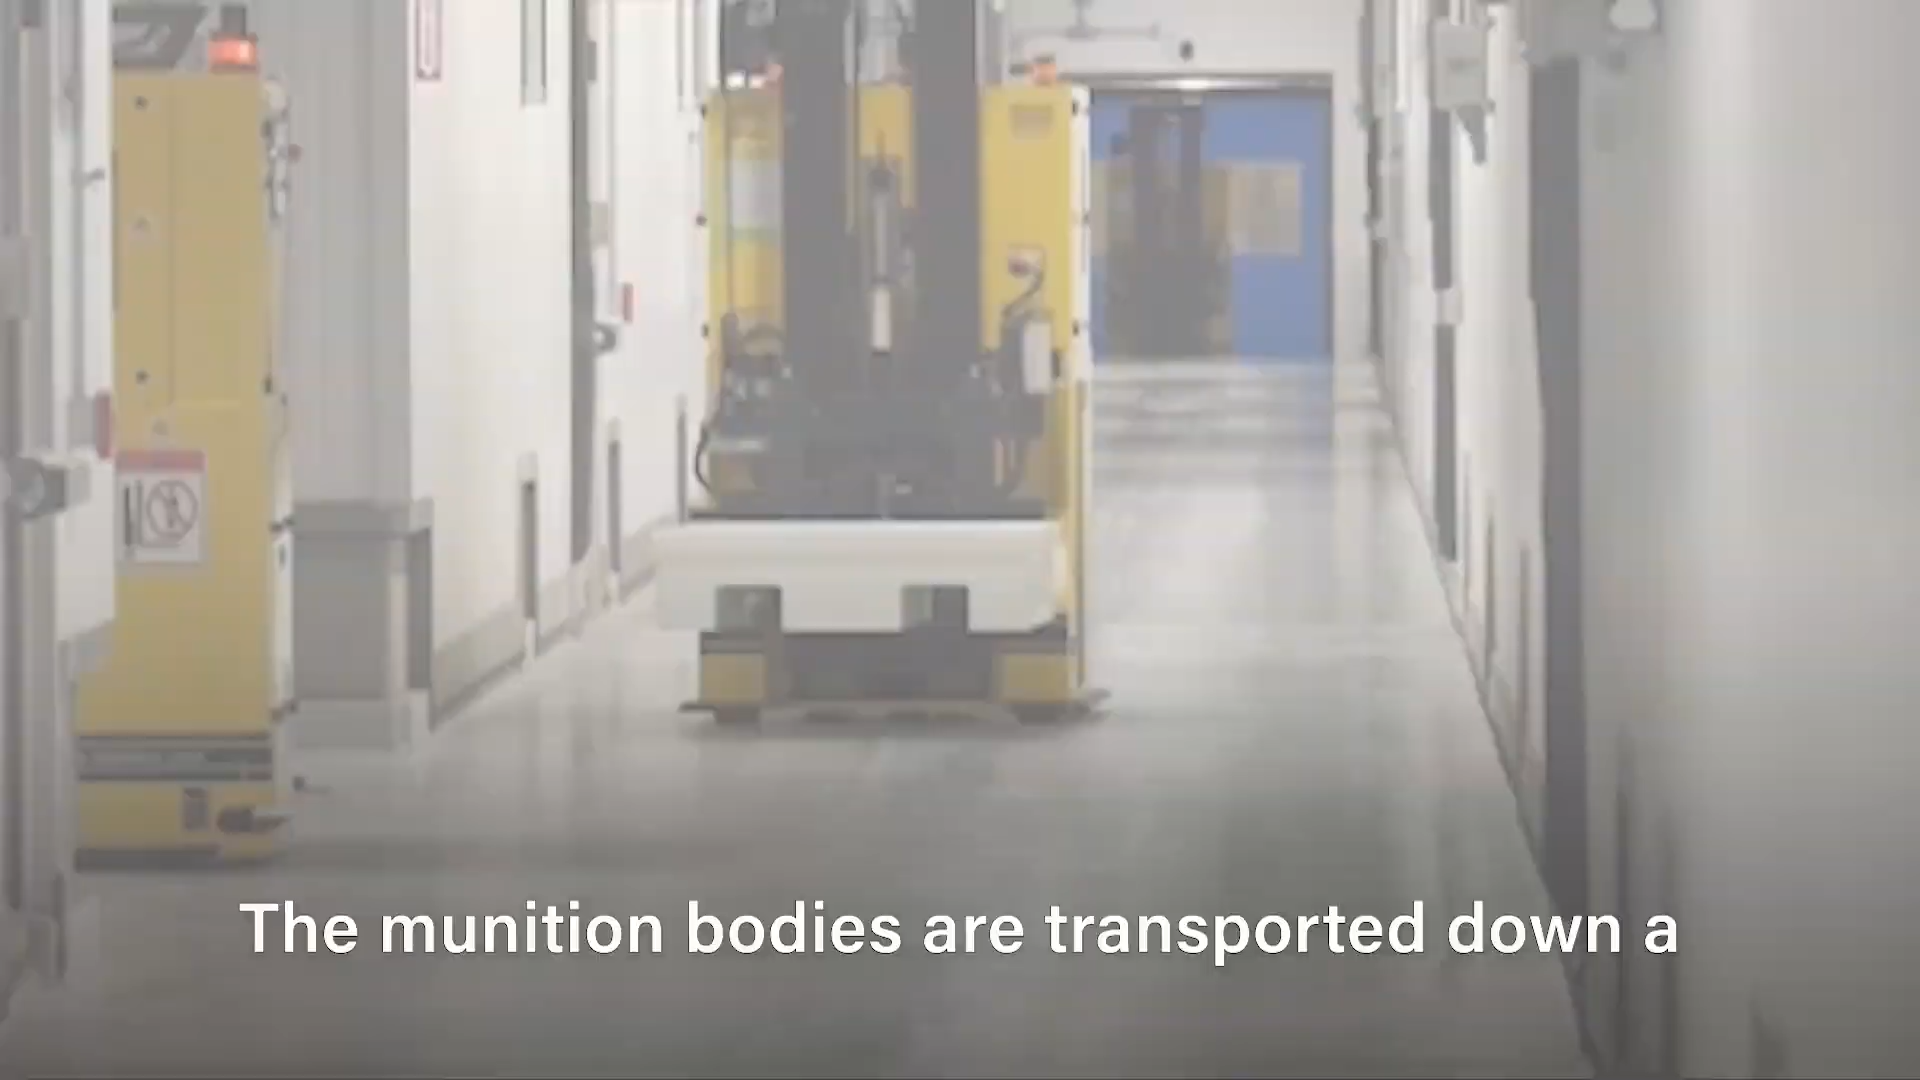 The munition bodies are transported down a